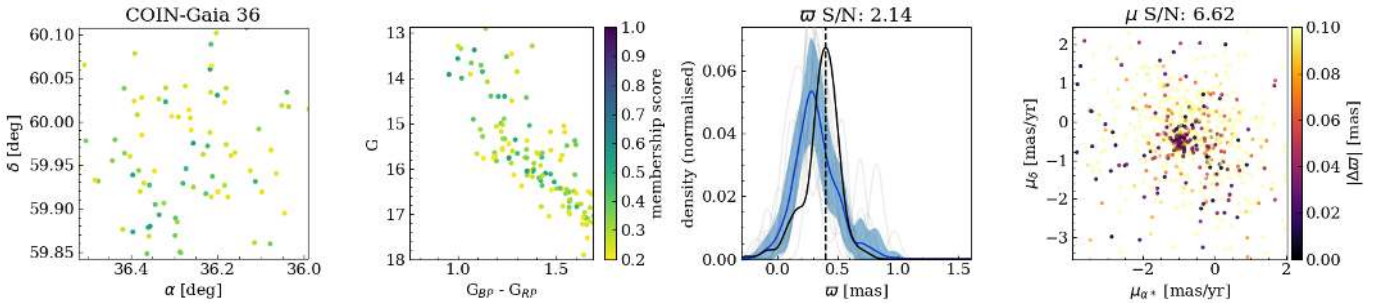 COIN-Gaia 36
60.10
60.05
60.00
59.95
59.90
59.85
δ [deg]
36.4 36.2 36.0
α [deg]
13
14
15
16
17
18
G
1.0 1.5
G_BP - G_RP
1.0
0.9
0.8
0.7
0.6
0.5
0.4
0.3
0.2
membership score
ϖ S/N: 2.14
0.06
0.04
0.02
0.00
density (normalised)
0.0 0.5 1.0 1.5
ϖ [mas]
μ S/N: 6.62
2
1
0
−1
−2
−3
μ_δ [mas/yr]
−2 0 2
μ_α* [mas/yr]
0.10
0.08
0.06
0.04
0.02
0.00
|Δϖ| [mas]